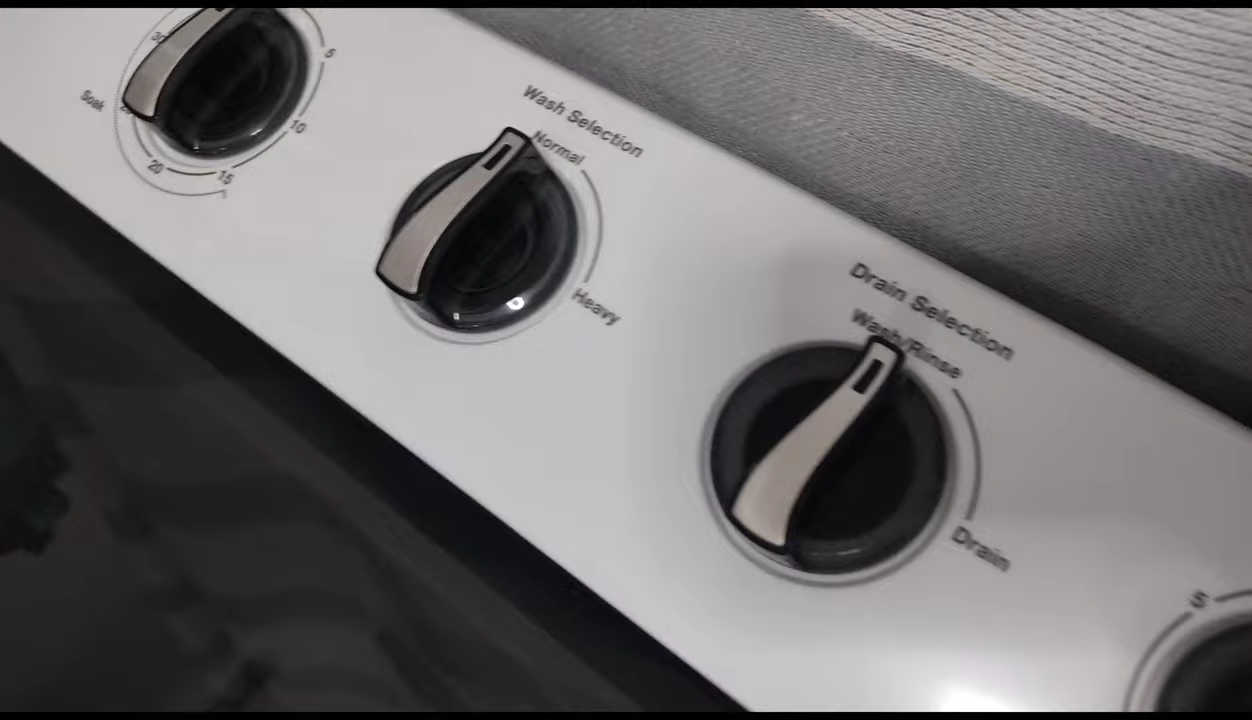 30
5
Soak
10
20
15
Wash Selection
Normal
Heavy
Drain Selection
Wash/Rinse
Drain
5